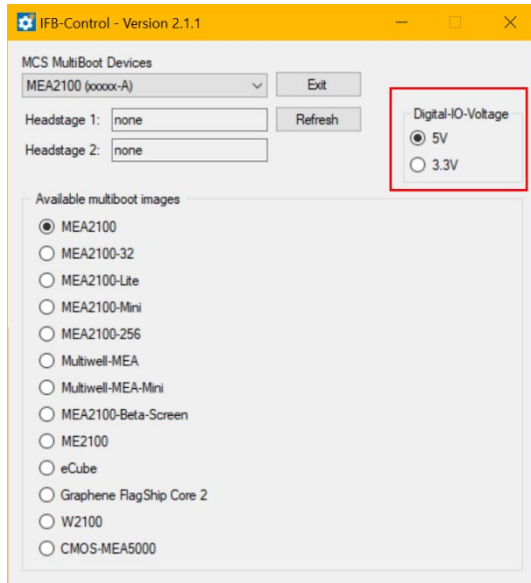 IFB-Control - Version 2.1.1
MCS MultiBoot Devices
MEA2100 (xxxxx-A)
Exit
Headstage 1: none
Refresh
Headstage 2: none
Digital-IO-Voltage
5V
3.3V
Available multiboot images
MEA2100
MEA2100-32
MEA2100-Lite
MEA2100-Mini
MEA2100-256
Multiwell-MEA
Multiwell-MEA-Mini
MEA2100-Beta-Screen
ME2100
eCube
Graphene FlagShip Core 2
W2100
CMOS-MEA5000